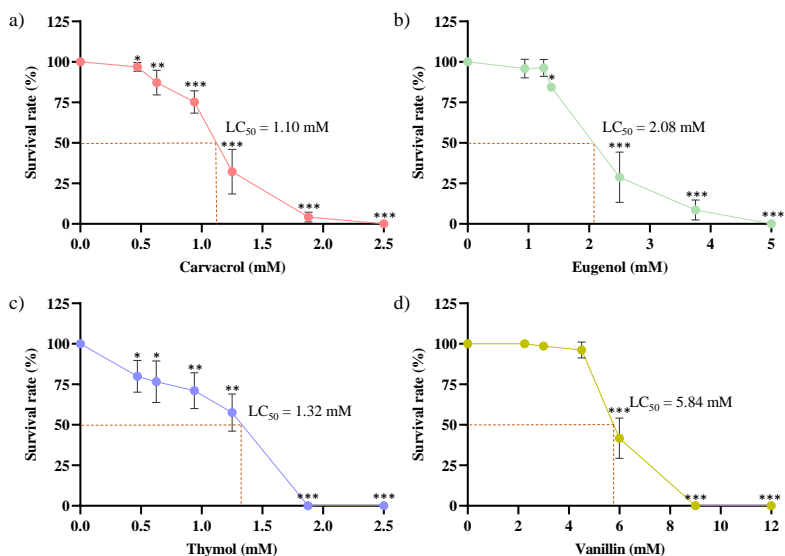 a)
125
100
75
50
25
0
Survival rate (%)
*
**
***
***
***
***
LC50 = 1.10 mM
0.0 0.5 1.0 1.5 2.0 2.5
Carvacrol (mM)
b)
125
100
75
50
25
0
Survival rate (%)
*
***
***
***
LC50 = 2.08 mM
0 1 2 3 4 5
Eugenol (mM)
c)
125
100
75
50
25
0
Survival rate (%)
*
*
**
**
***
***
LC50 = 1.32 mM
0.0 0.5 1.0 1.5 2.0 2.5
Thymol (mM)
d)
125
100
75
50
25
0
Survival rate (%)
***
***
***
LC50 = 5.84 mM
0 2 4 6 8 10 12
Vanillin (mM)